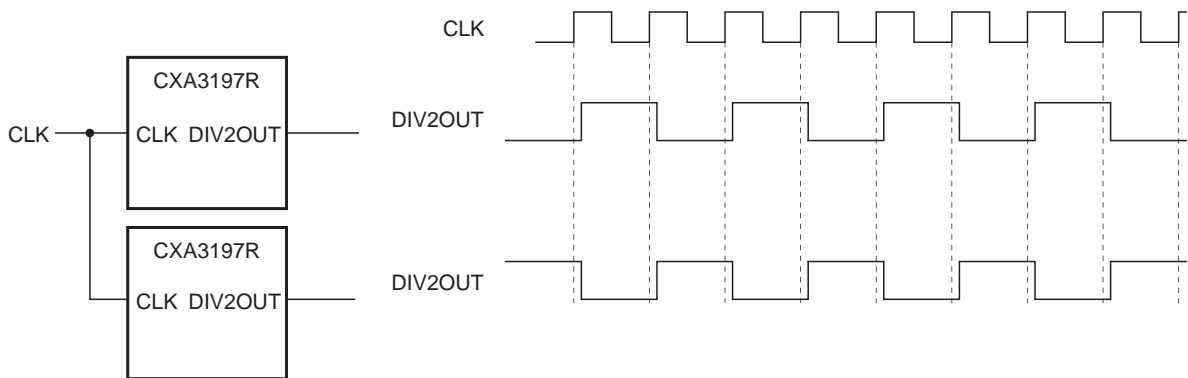 CXA3197R
CLK
CLK DIV2OUT
CXA3197R
CLK DIV2OUT
CLK
DIV2OUT
DIV2OUT